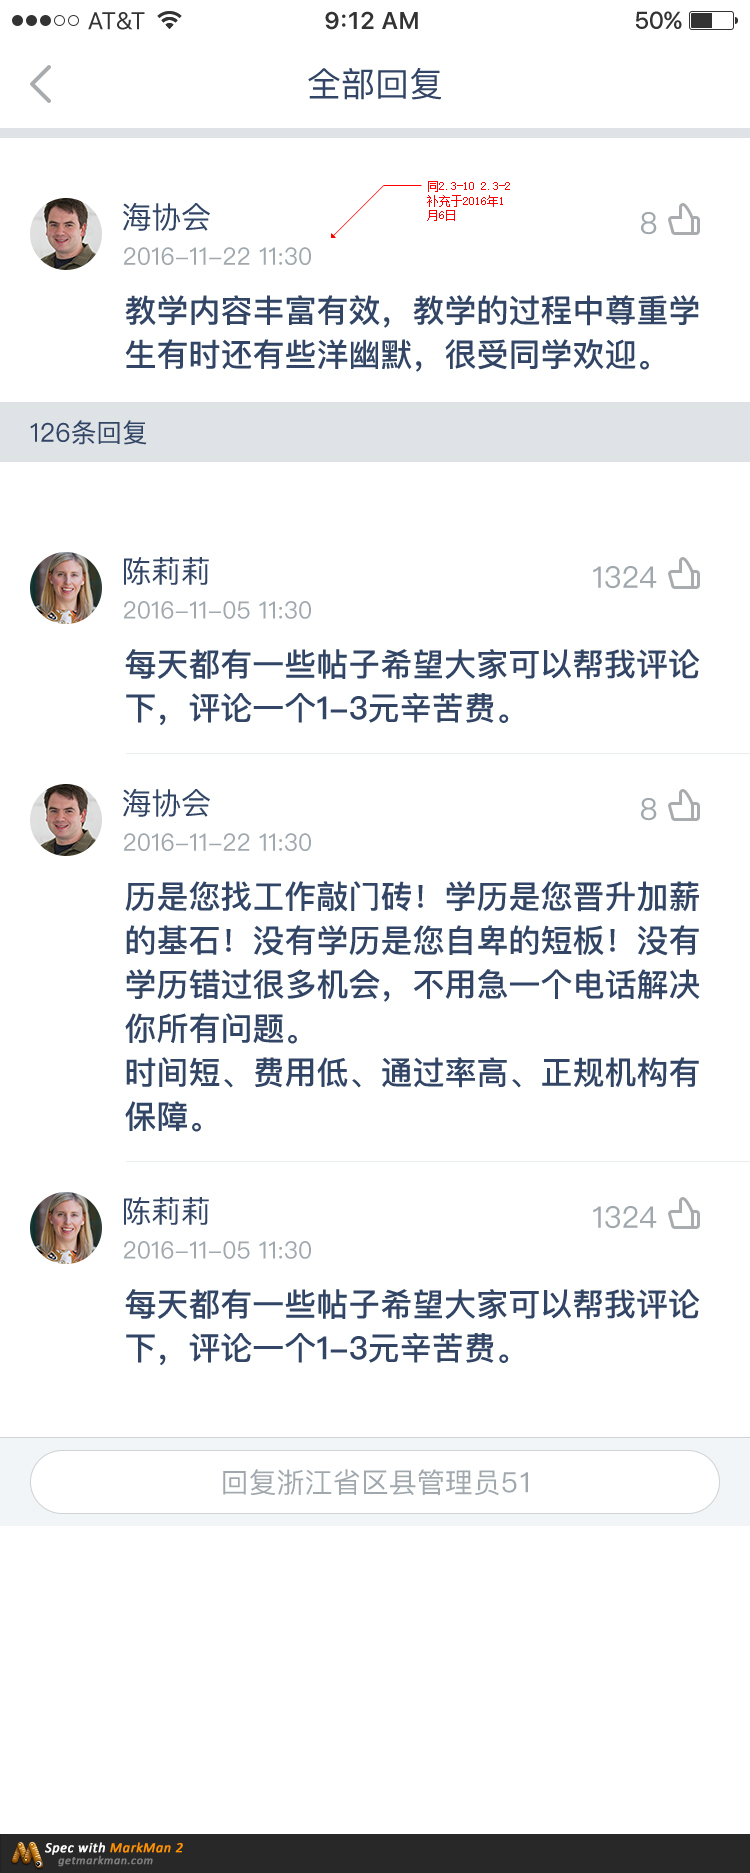 AT&T 9:12 AM 50%
全部回复
同2.3-10 2.3-2
补充于2016年1
月6日
海协会 8
2016-11-22 11:30
教学内容丰富有效，教学的过程中尊重学
生有时还有些洋幽默，很受同学欢迎。
126条回复
陈莉莉 1324
2016-11-05 11:30
每天都有一些帖子希望大家可以帮我评论
下，评论一个1-3元辛苦费。
海协会 8
2016-11-22 11:30
历是您找工作敲门砖！学历是您晋升加薪
的基石！没有学历是您自卑的短板！没有
学历错过很多机会，不用急一个电话解决
你所有问题。
时间短、费用低、通过率高、正规机构有
保障。
陈莉莉 1324
2016-11-05 11:30
每天都有一些帖子希望大家可以帮我评论
下，评论一个1-3元辛苦费。
回复浙江省区县管理员51
Spec with MarkMan 2
getmarkman.com